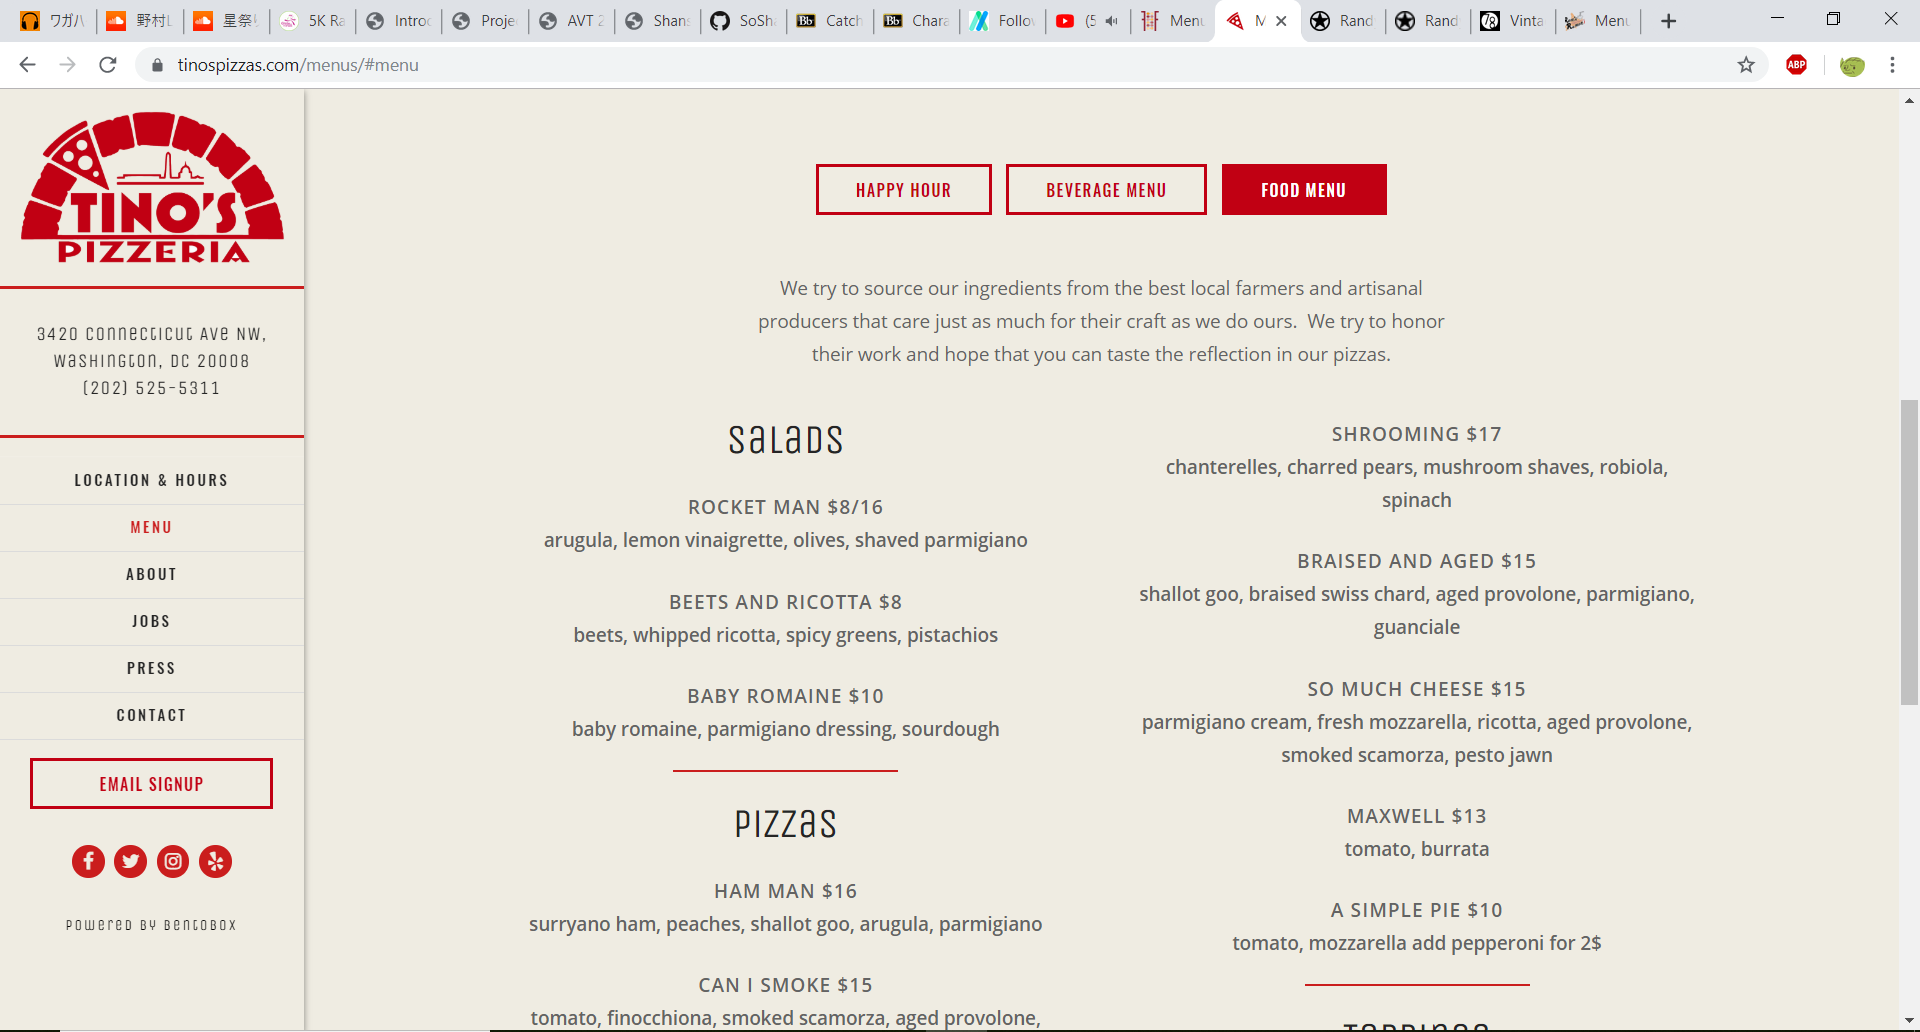 ワガハ
野村し
星祭り
5K Ra
Introd
Proje
AVT 2
Shans
SoSha
Catch
Chara
Follov
(5
Menu
M
Rand
Rand
Vinta
Menu
tinospizzas.com/menus/#menu
ABP
TINO'S
PIZZERIA
3420 Connecticut Ave NW,
Washington, DC 20008
(202) 525-5311
LOCATION & HOURS
MENU
ABOUT
JOBS
PRESS
CONTACT
EMAIL SIGNUP
powered by BentoBox
HAPPY HOUR
BEVERAGE MENU
FOOD MENU
We try to source our ingredients from the best local farmers and artisanal
producers that care just as much for their craft as we do ours. We try to honor
their work and hope that you can taste the reflection in our pizzas.
Salads
ROCKET MAN $8/16
arugula, lemon vinaigrette, olives, shaved parmigiano
BEETS AND RICOTTA $8
beets, whipped ricotta, spicy greens, pistachios
BABY ROMAINE $10
baby romaine, parmigiano dressing, sourdough
Pizzas
HAM MAN $16
surryano ham, peaches, shallot goo, arugula, parmigiano
CAN I SMOKE $15
tomato, finocchiona, smoked scamorza, aged provolone,
SHROOMING $17
chanterelles, charred pears, mushroom shaves, robiola,
spinach
BRAISED AND AGED $15
shallot goo, braised swiss chard, aged provolone, parmigiano,
guanciale
SO MUCH CHEESE $15
parmigiano cream, fresh mozzarella, ricotta, aged provolone,
smoked scamorza, pesto jawn
MAXWELL $13
tomato, burrata
A SIMPLE PIE $10
tomato, mozzarella add pepperoni for 2$
Toppings